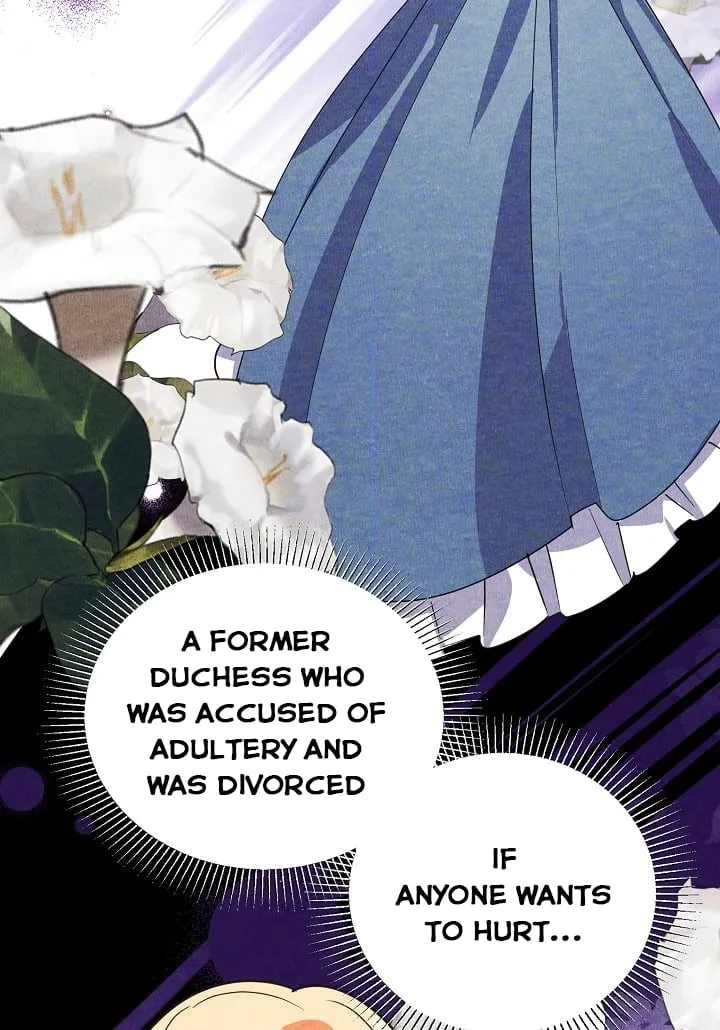 A FORMER
DUCHESS WHO
WAS ACCUSED OF
ADULTERY AND
WAS DIVORCED
IF
ANYONE WANTS
TO HURT...